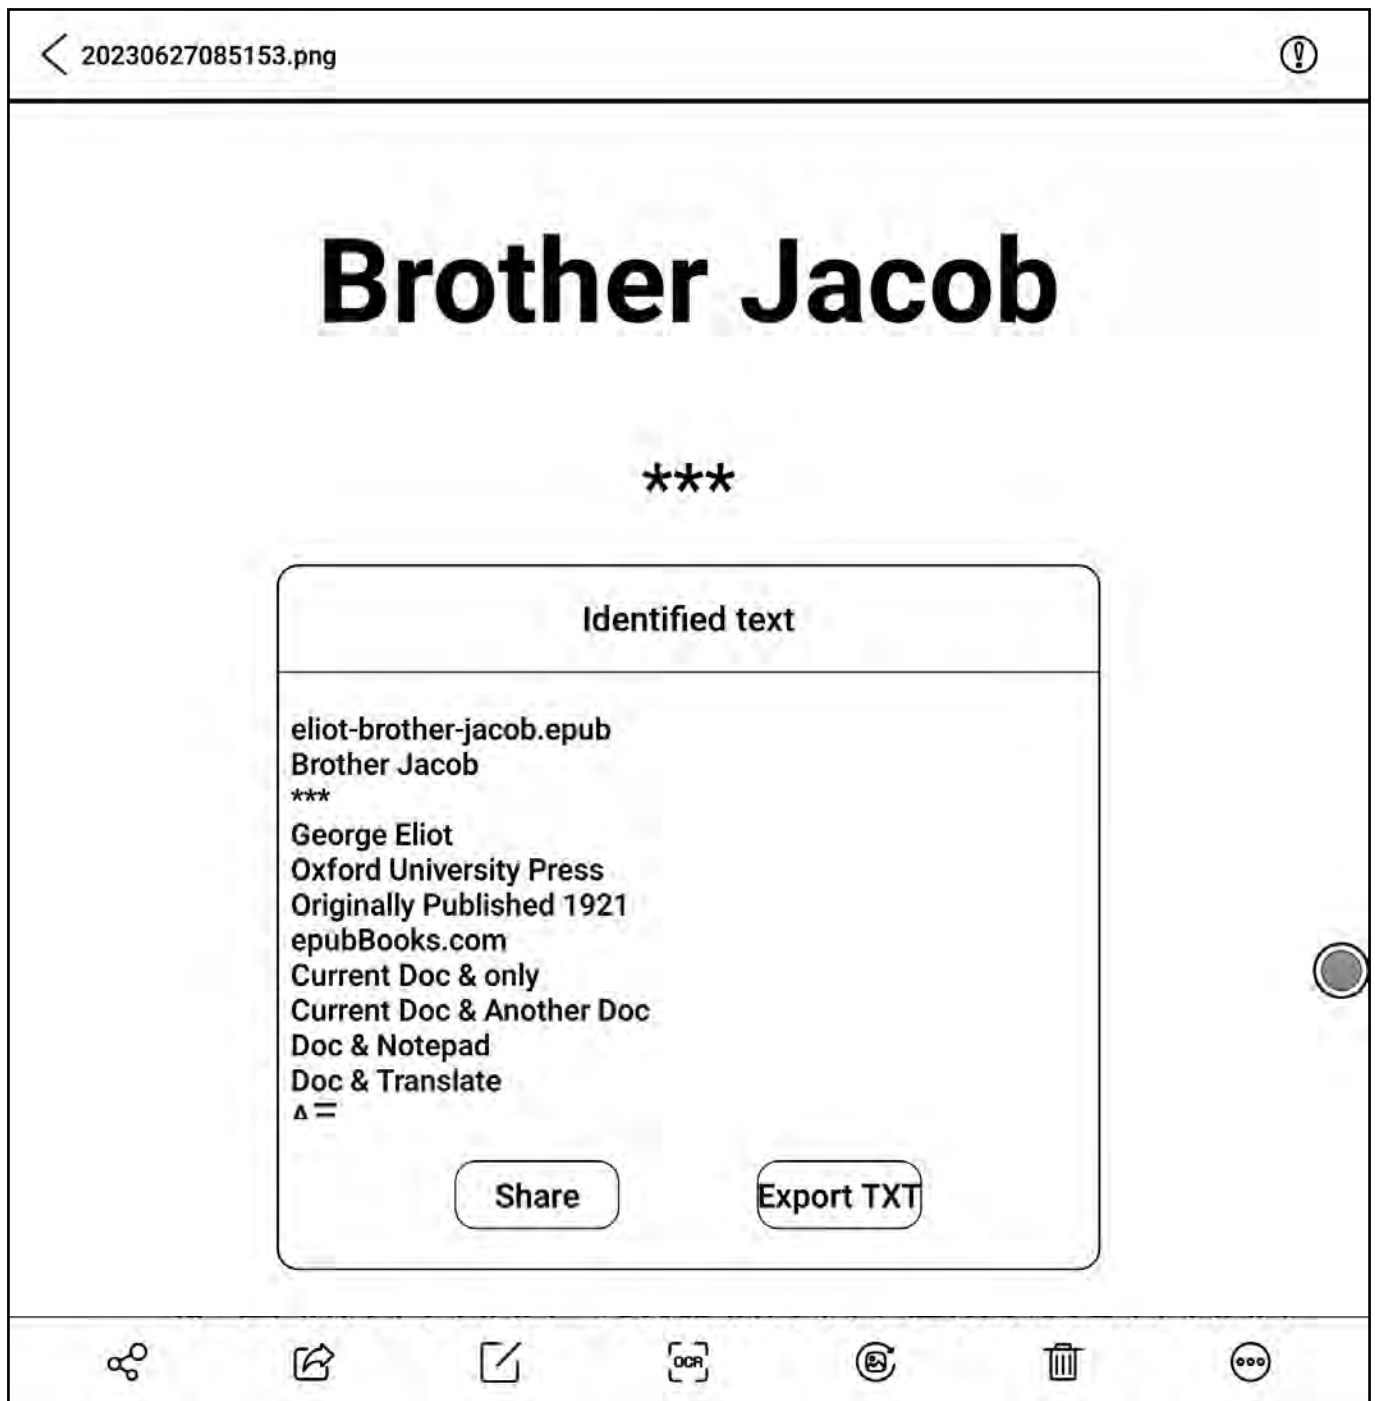 20230627085153.png
Brother Jacob
***
Identified text
eliot-brother-jacob.epub
Brother Jacob
***
George Eliot
Oxford University Press
Originally Published 1921
epubBooks.com
Current Doc & only
Current Doc & Another Doc
Doc & Notepad
Doc & Translate
Share
Export TXT
OCR